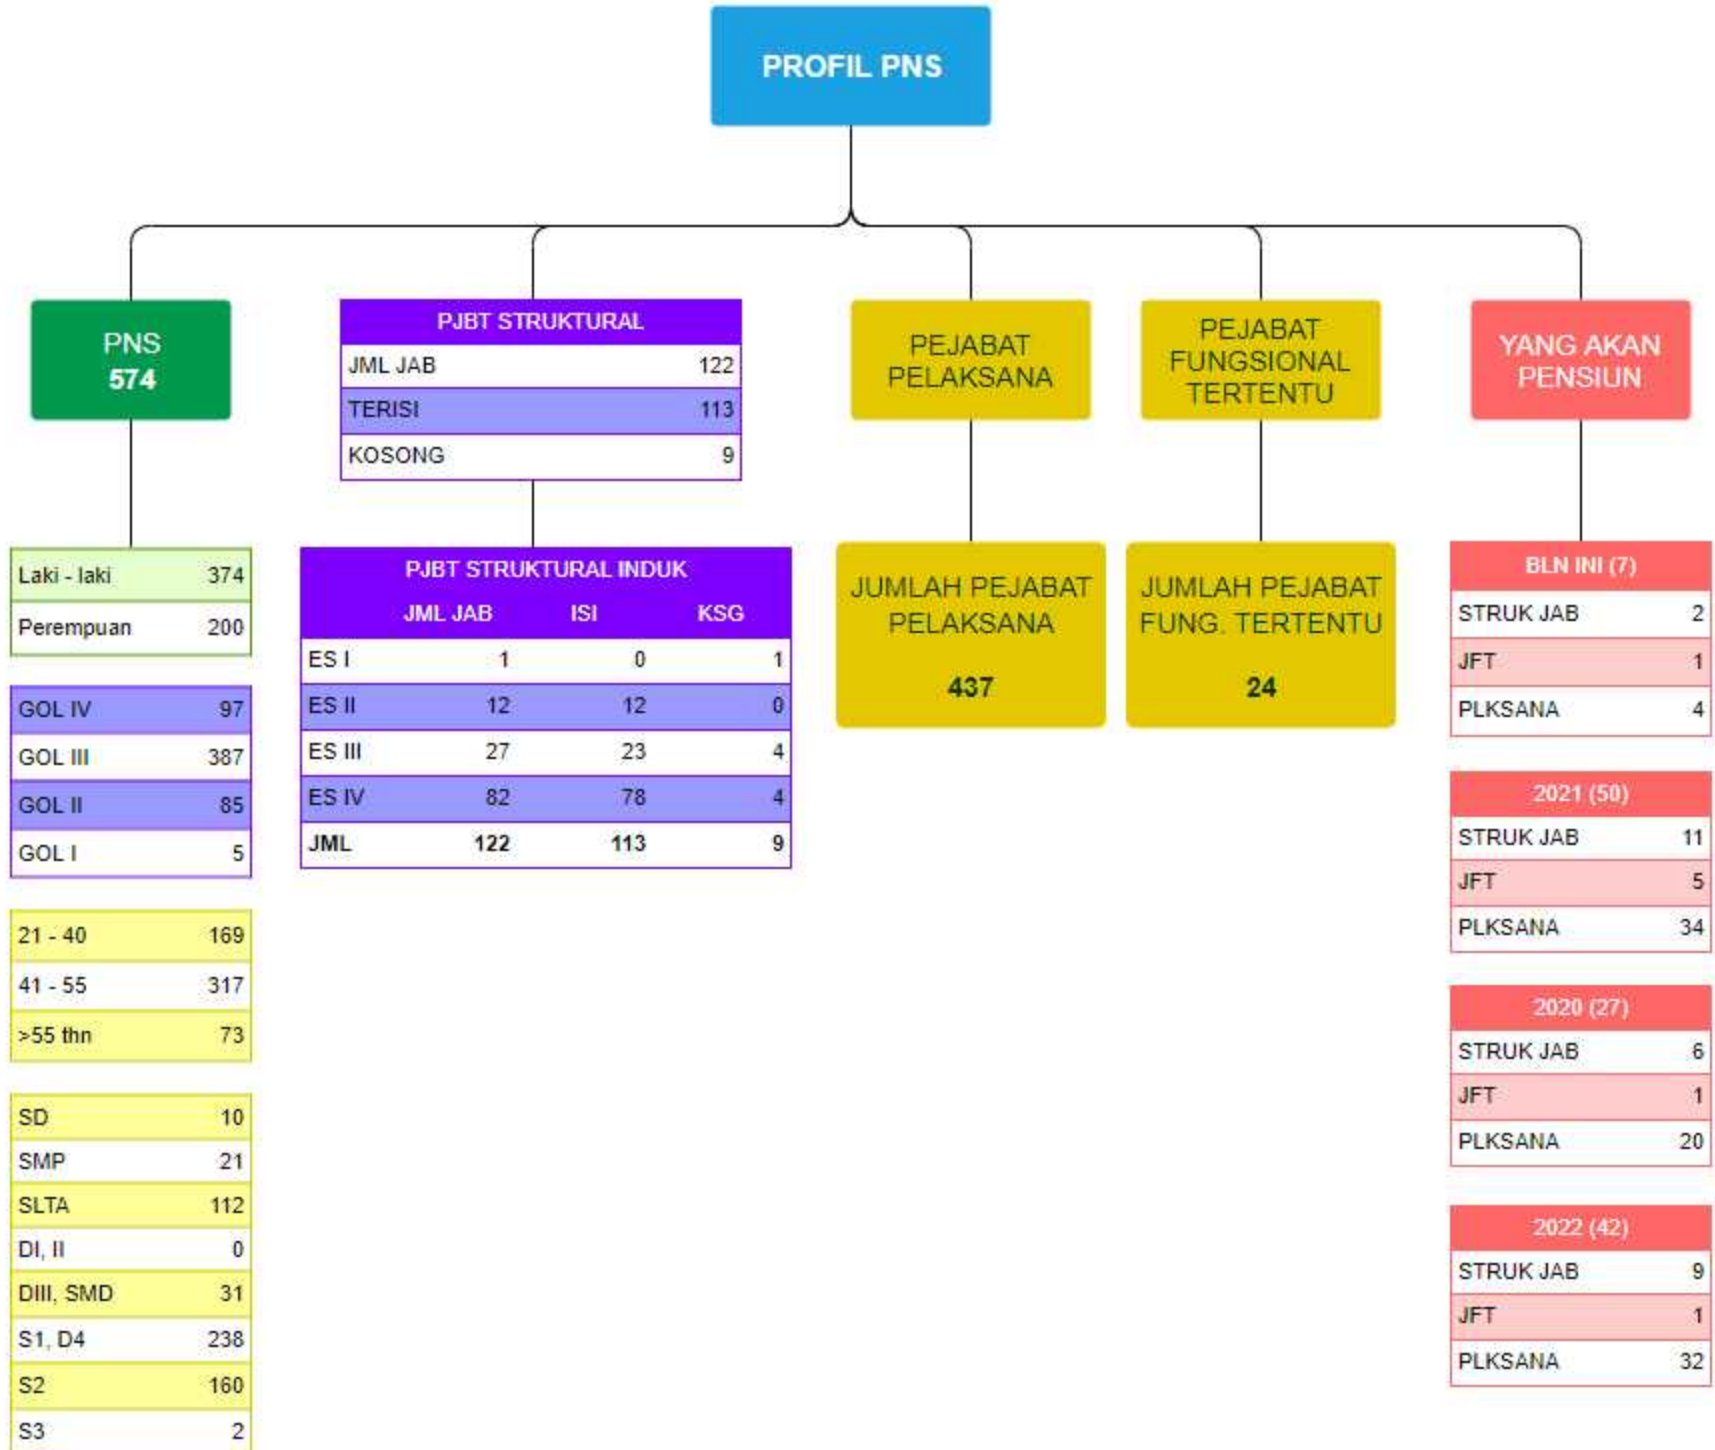 PROFIL PNS
PNS
574
Laki - laki 374
Perempuan 200
GOL IV 97
GOL III 387
GOL II 85
GOL I 5
21 - 40 169
41 - 55 317
>55 thn 73
SD 10
SMP 21
SLTA 112
DI, II 0
DIII, SMD 31
S1, D4 238
S2 160
S3 2
PJBT STRUKTURAL
JML JAB 122
TERISI 113
KOSONG 9
PJBT STRUKTURAL INDUK
JML JAB ISI KSG
ES I 1 0 1
ES II 12 12 0
ES III 27 23 4
ES IV 82 78 4
JML 122 113 9
PEJABAT
PELAKSANA
JUMLAH PEJABAT
PELAKSANA
437
PEJABAT
FUNGSIONAL
TERTENTU
JUMLAH PEJABAT
FUNG. TERTENTU
24
YANG AKAN
PENSIUN
BLN INI (7)
STRUK JAB 2
JFT 1
PLKSANA 4
2021 (50)
STRUK JAB 11
JFT 5
PLKSANA 34
2020 (27)
STRUK JAB 6
JFT 1
PLKSANA 20
2022 (42)
STRUK JAB 9
JFT 1
PLKSANA 32